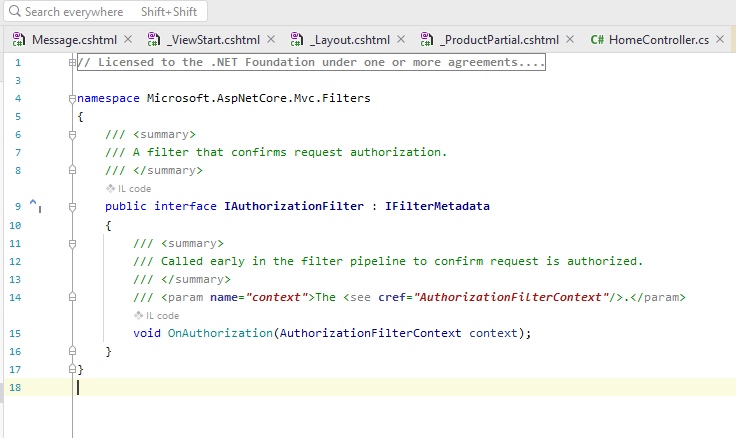 Search everywhere Shift+Shift
Message.cshtml _ViewStart.cshtml _Layout.cshtml _ProductPartial.cshtml C# HomeController.cs
1 // Licensed to the .NET Foundation under one or more agreements....
3
4 namespace Microsoft.AspNetCore.Mvc.Filters
5 {
6 /// <summary>
7 /// A filter that confirms request authorization.
8 /// </summary>
IL code
9 public interface IAuthorizationFilter : IFilterMetadata
10 {
11 /// <summary>
12 /// Called early in the filter pipeline to confirm request is authorized.
13 /// </summary>
14 /// <param name="context">The <see cref="AuthorizationFilterContext"/>.</param>
IL code
15 void OnAuthorization(AuthorizationFilterContext context);
16 }
17 }
18